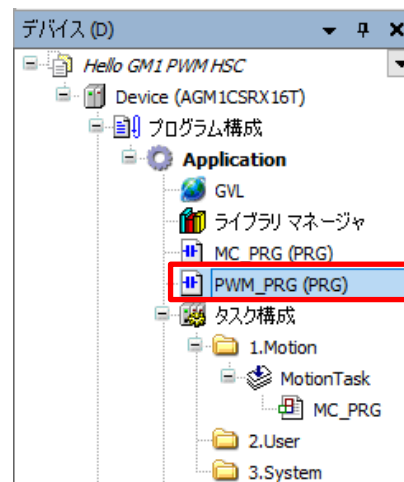 デバイス (D)
Hello GM1 PWM HSC
Device (AGM1CSRX16T)
プログラム構成
Application
GVL
ライブラリ マネージャ
MC_PRG (PRG)
PWM_PRG (PRG)
タスク構成
1.Motion
MotionTask
MC_PRG
2.User
3.System